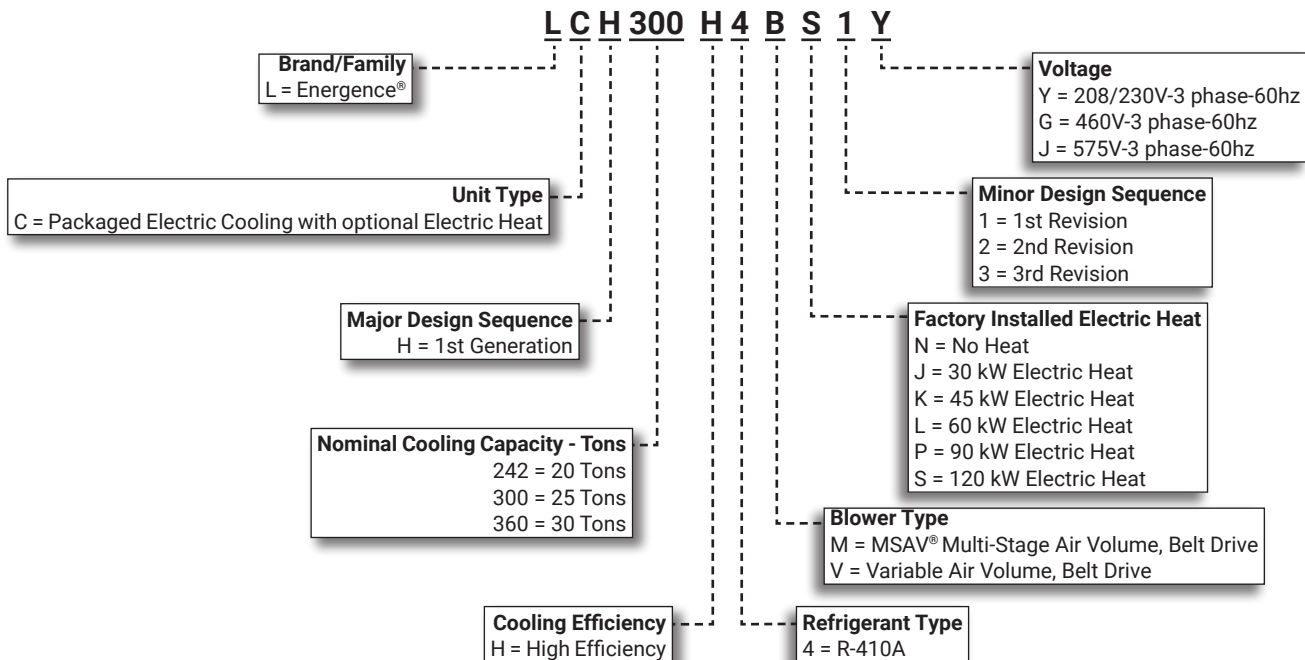 L C H 300 H 4 B S 1 Y
Brand/Family
L = Energence®
Unit Type
C = Packaged Electric Cooling with optional Electric Heat
Major Design Sequence
H = 1st Generation
Nominal Cooling Capacity - Tons
242 = 20 Tons
300 = 25 Tons
360 = 30 Tons
Cooling Efficiency
H = High Efficiency
Refrigerant Type
4 = R-410A
Blower Type
M = MSAV® Multi-Stage Air Volume, Belt Drive
V = Variable Air Volume, Belt Drive
Factory Installed Electric Heat
N = No Heat
J = 30 kW Electric Heat
K = 45 kW Electric Heat
L = 60 kW Electric Heat
P = 90 kW Electric Heat
S = 120 kW Electric Heat
Minor Design Sequence
1 = 1st Revision
2 = 2nd Revision
3 = 3rd Revision
Voltage
Y = 208/230V-3 phase-60hz
G = 460V-3 phase-60hz
J = 575V-3 phase-60hz